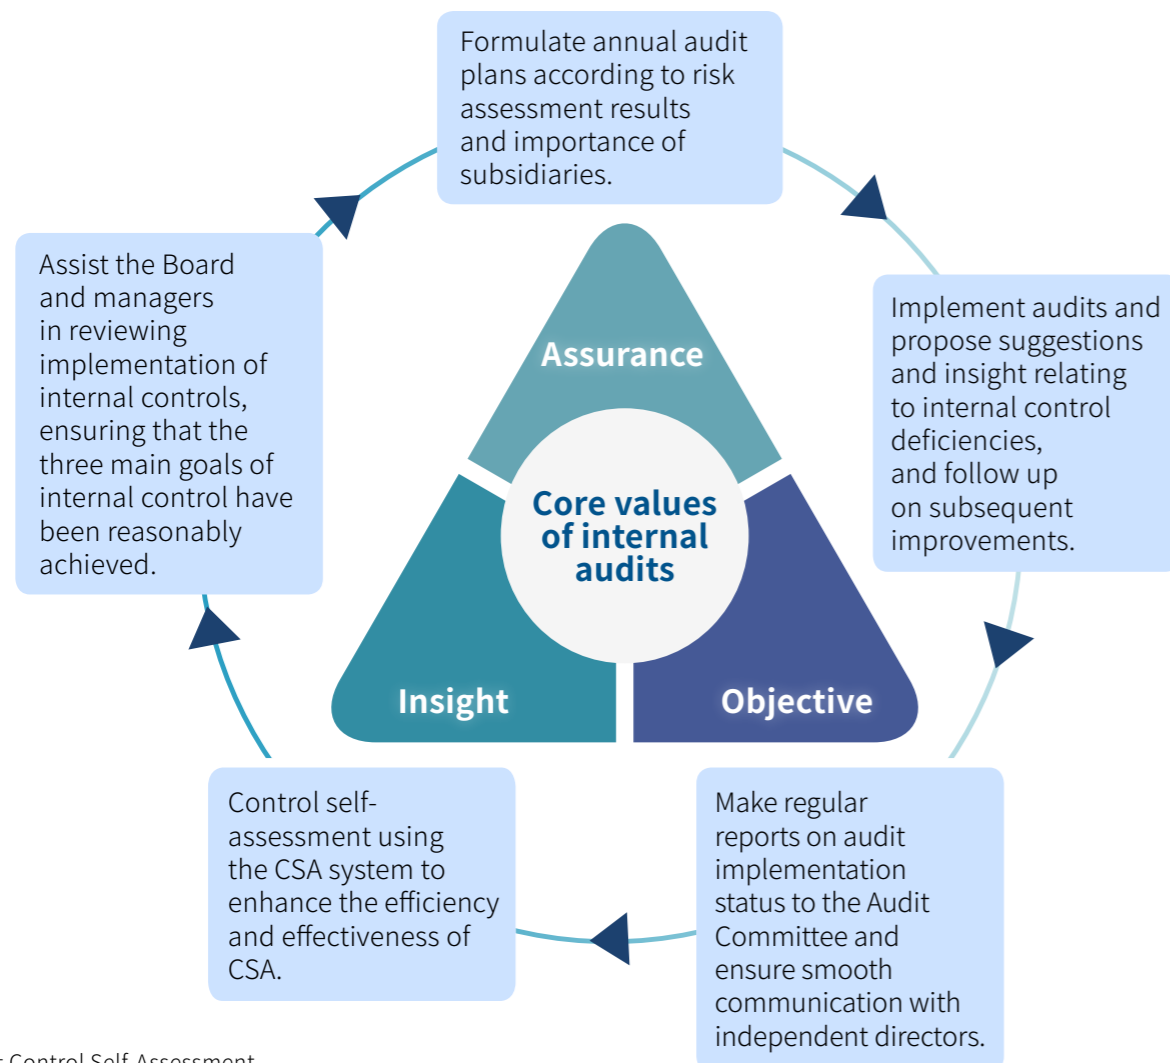 Formulate annual audit
plans according to risk
assessment results
and importance of
subsidiaries.
Assist the Board
and managers
in reviewing
implementation of
internal controls,
ensuring that the
three main goals of
internal control have
been reasonably
achieved.
Implement audits and
propose suggestions
and insight relating
to internal control
deficiencies,
and follow up
on subsequent
improvements.
Assurance
Core values
of internal
audits
Insight
Objective
Control self-
assessment using
the CSA system to
enhance the efficiency
and effectiveness of
CSA.
Make regular
reports on audit
implementation
status to the Audit
Committee and
ensure smooth
communication with
independent directors.
Control Self-Assessment